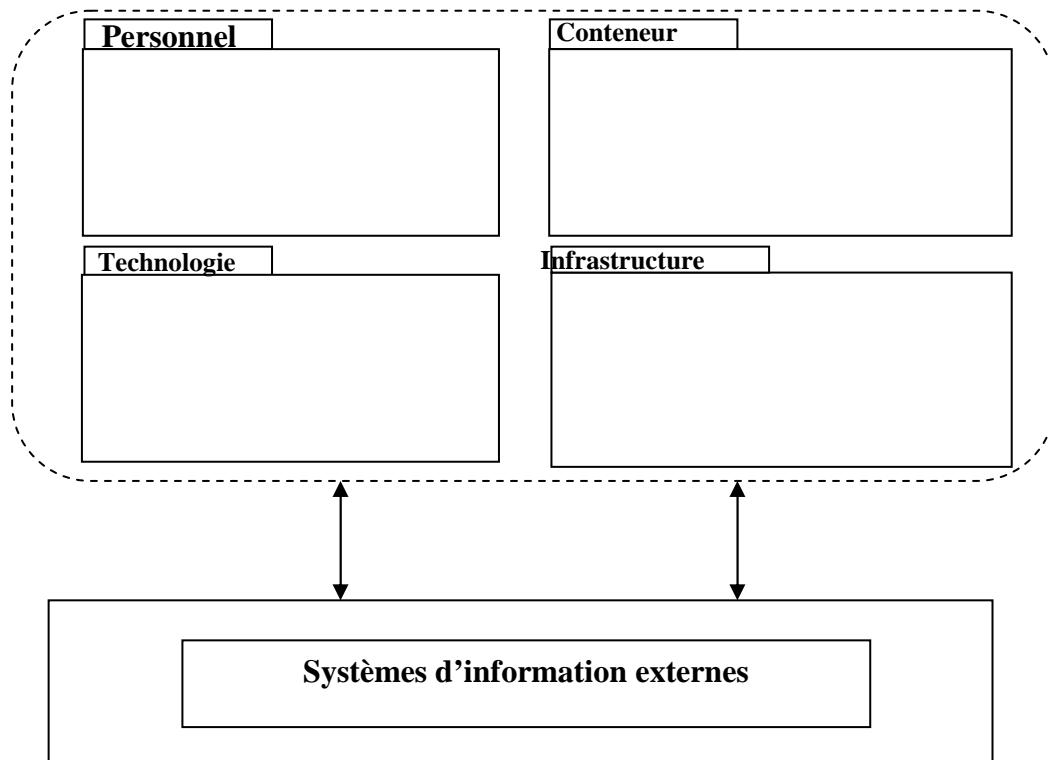 Personnel
Conteneur
Technologie
Infrastructure
Systèmes d’information externes